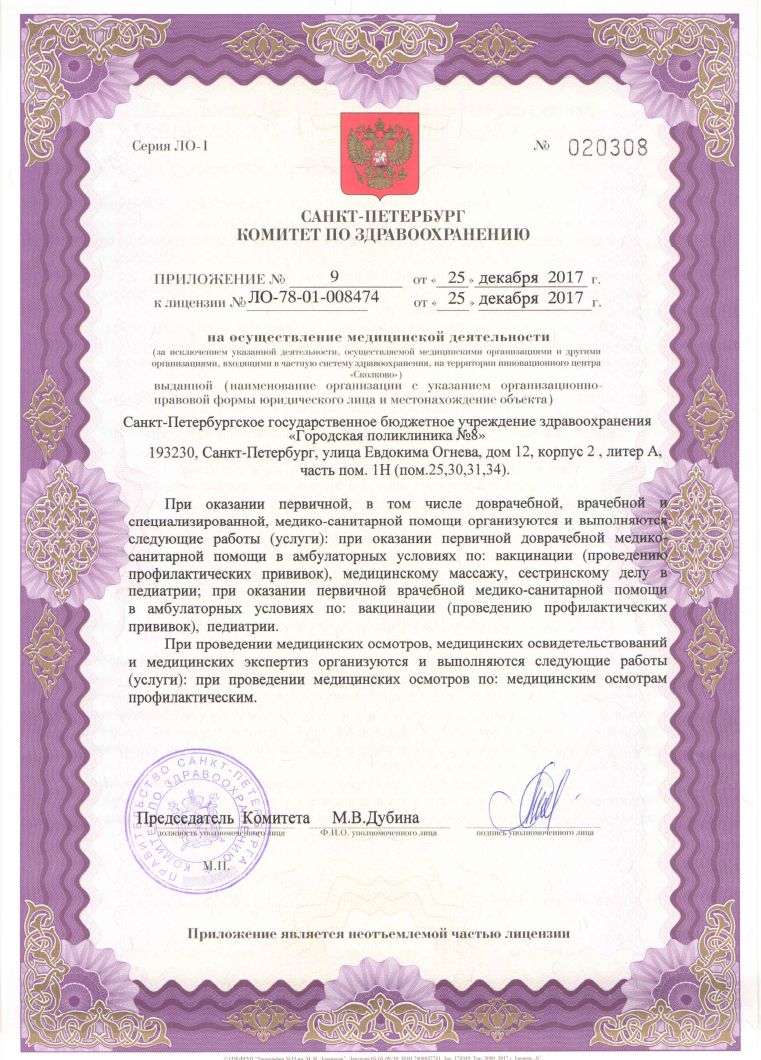 Серия ЛО-1
№ 020308
САНКТ-ПЕТЕРБУРГ
КОМИТЕТ ПО ЗДРАВООХРАНЕНИЮ
ПРИЛОЖЕНИЕ № 9 от « 25 » декабря 2017 г.
к лицензии № ЛО-78-01-008474 от « 25 » декабря 2017 г.
на осуществление медицинской деятельности
(за исключением указанной деятельности, осуществляемой медицинскими организациями и другими
организациями, входящими в частную систему здравоохранения, на территории инновационного центра
«Сколково»)
выданной (наименование организации с указанием организационно-
правовой формы юридического лица и местонахождение объекта)
Санкт-Петербургское государственное бюджетное учреждение здравоохранения
«Городская поликлиника №8»
193230, Санкт-Петербург, улица Евдокима Огнева, дом 12, корпус 2 , литер А,
часть пом. 1Н (пом.25,30,31,34).
При оказании первичной, в том числе доврачебной, врачебной и
специализированной, медико-санитарной помощи организуются и выполняются
следующие работы (услуги): при оказании первичной доврачебной медико-
санитарной помощи в амбулаторных условиях по: вакцинации (проведению
профилактических прививок), медицинскому массажу, сестринскому делу в
педиатрии; при оказании первичной врачебной медико-санитарной помощи
в амбулаторных условиях по: вакцинации (проведению профилактических
прививок), педиатрии.
При проведении медицинских осмотров, медицинских освидетельствований
и медицинских экспертиз организуются и выполняются следующие работы
(услуги): при проведении медицинских осмотров по: медицинским осмотрам
профилактическим.
ПРАВИТЕЛЬСТВО САНКТ-ПЕТЕРБУРГА
КОМИТЕТ ПО ЗДРАВООХРАНЕНИЮ
Председатель Комитета М.В.Дубина
должность уполномоченного лица Ф.И.О. уполномоченного лица подпись уполномоченного лица
М.П.
Приложение является неотъемлемой частью лицензии